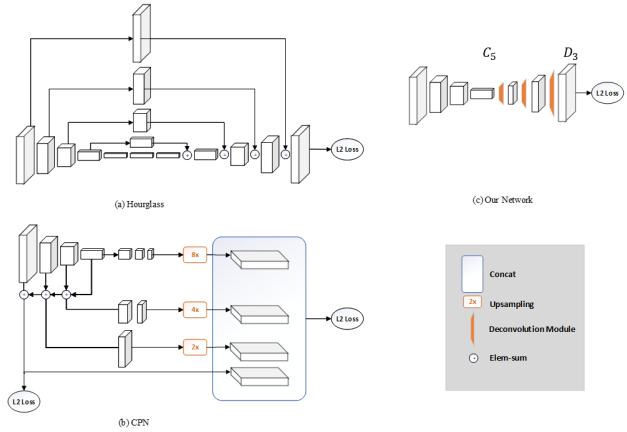 C5
D3
L2 Loss
L2 Loss
(a) Hourglass
(c) Our Network
8x
4x
2x
L2 Loss
L2 Loss
(b) CPN
Concat
2x
Upsampling
Deconvolution Module
Elem-sum